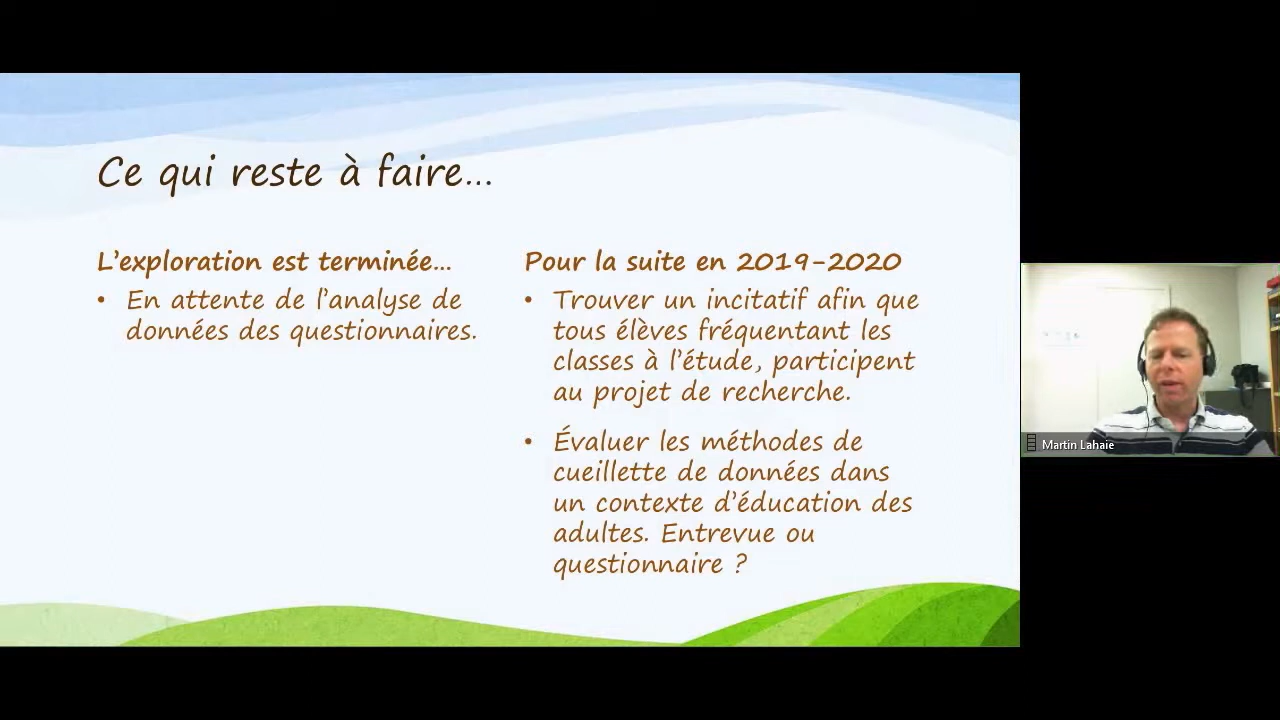 Ce qui reste à faire...
L'exploration est terminée...
• En attente de l'analyse de
données des questionnaires.
Pour la suite en 2019-2020
• Trouver un incitatif afin que
tous élèves fréquentant les
classes à l'étude, participent
au projet de recherche.
• Évaluer les méthodes de
cueillette de données dans
un contexte d'éducation des
adultes. Entrevue ou
questionnaire ?
Martin Lahaie